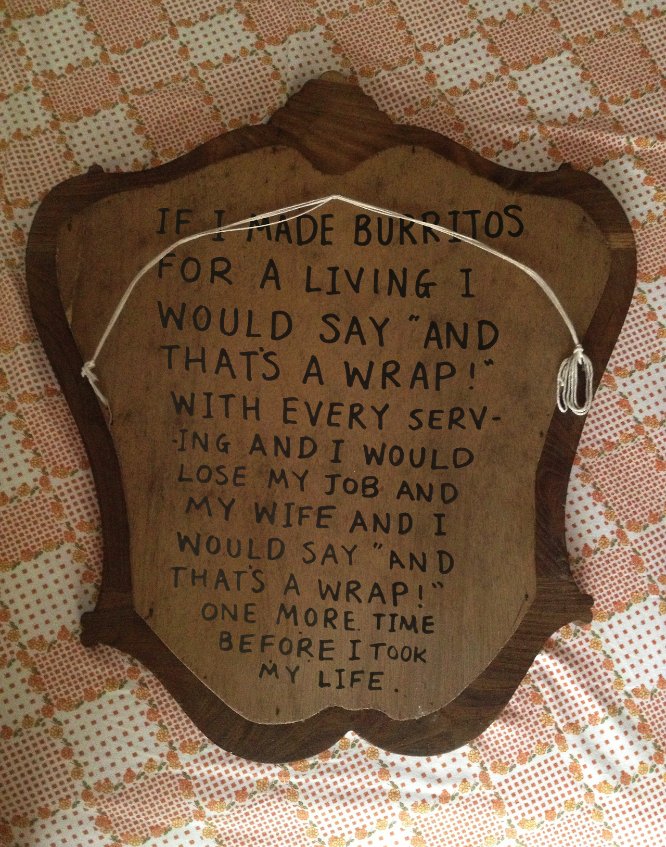 IF I MADE BURRITOS
FOR A LIVING I
WOULD SAY "AND
THAT'S A WRAP!"
WITH EVERY SERV-
-ING AND I WOULD
LOSE MY JOB AND
MY WIFE AND I
WOULD SAY "AND
THAT'S A WRAP!"
ONE MORE TIME
BEFORE I TOOK
MY LIFE.